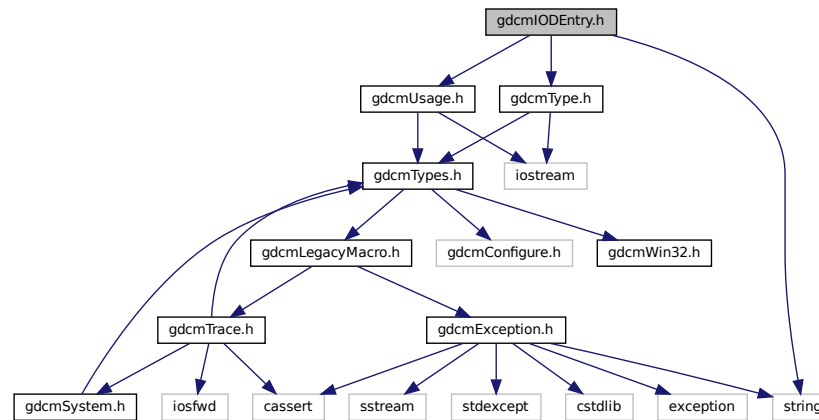 gdcmIODEntry.h
gdcmUsage.h
gdcmType.h
gdcmTypes.h
iostream
gdcmLegacyMacro.h
gdcmConfigure.h
gdcmWin32.h
gdcmTrace.h
gdcmException.h
gdcmSystem.h
iosfwd
cassert
sstream
stdexcept
cstdlib
exception
string